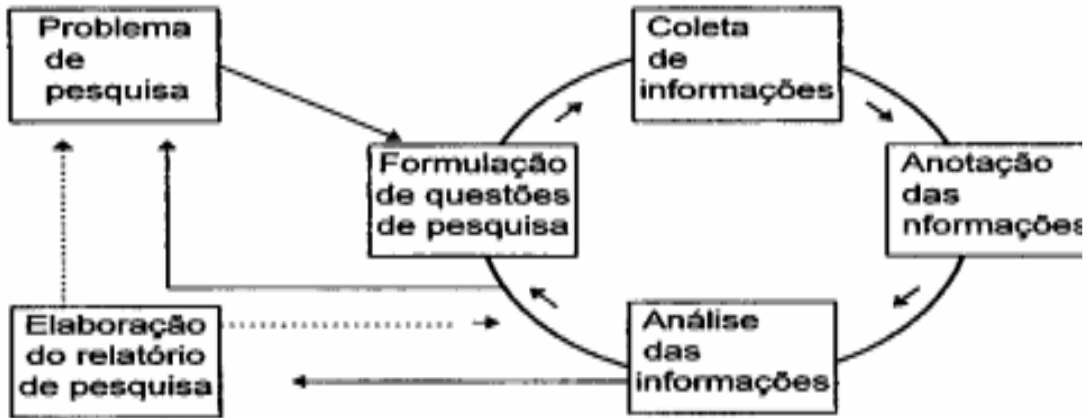 Problema
de
pesquisa
Coleta
de
informações
Formulação
de questões
de pesquisa
Anotação
das
nformações
Elaboração
do relatório
de pesquisa
Análise
das
informações